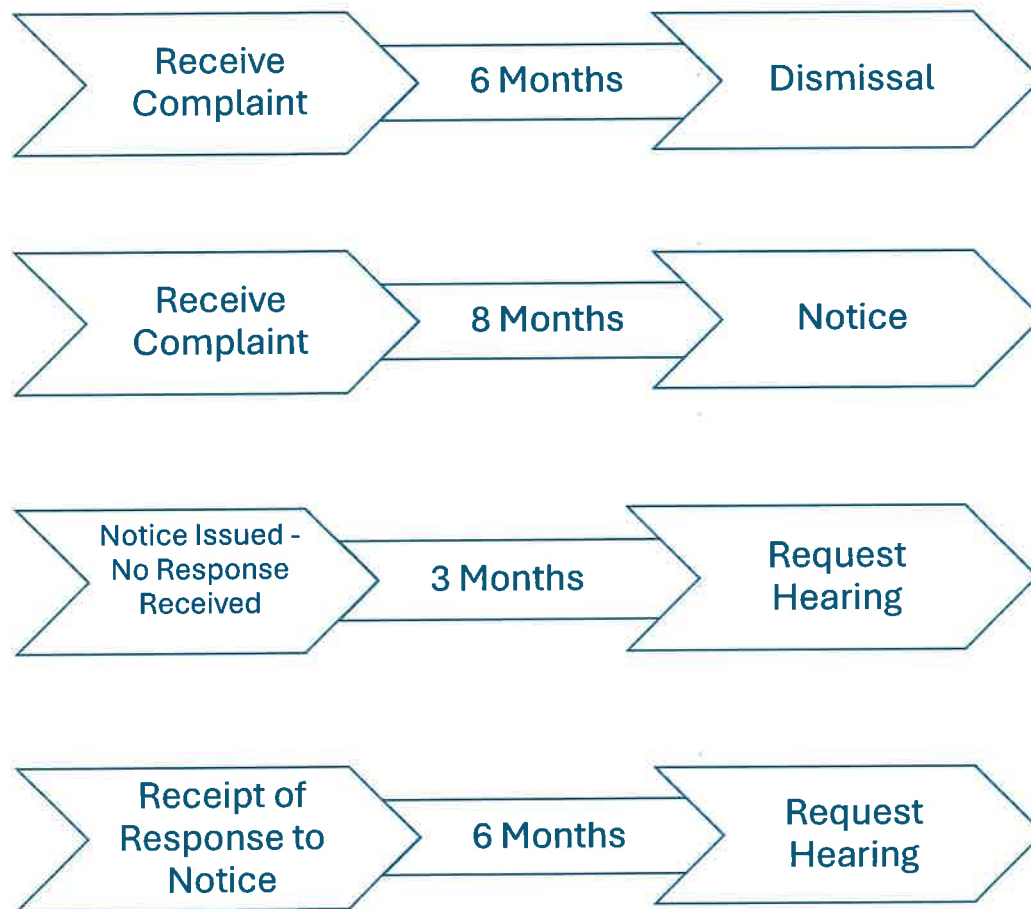 Receive
Complaint
6 Months
Dismissal
Receive
Complaint
8 Months
Notice
Notice Issued -
No Response
Received
3 Months
Request
Hearing
Receipt of
Response to
Notice
6 Months
Request
Hearing